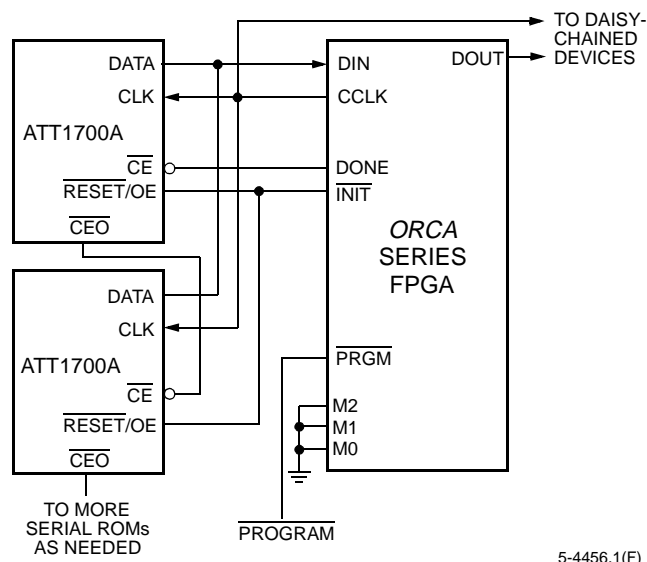 TO DAISY-
CHAINED
DEVICES
DATA
CLK
ATT1700A
CE
RESET/OE
CEO
DIN
DOUT
CCLK
DONE
INIT
ORCA
SERIES
FPGA
PRGM
M2
M1
M0
DATA
CLK
ATT1700A
CE
RESET/OE
CEO
TO MORE
SERIAL ROMs
AS NEEDED
PROGRAM
5-4456.1(F)